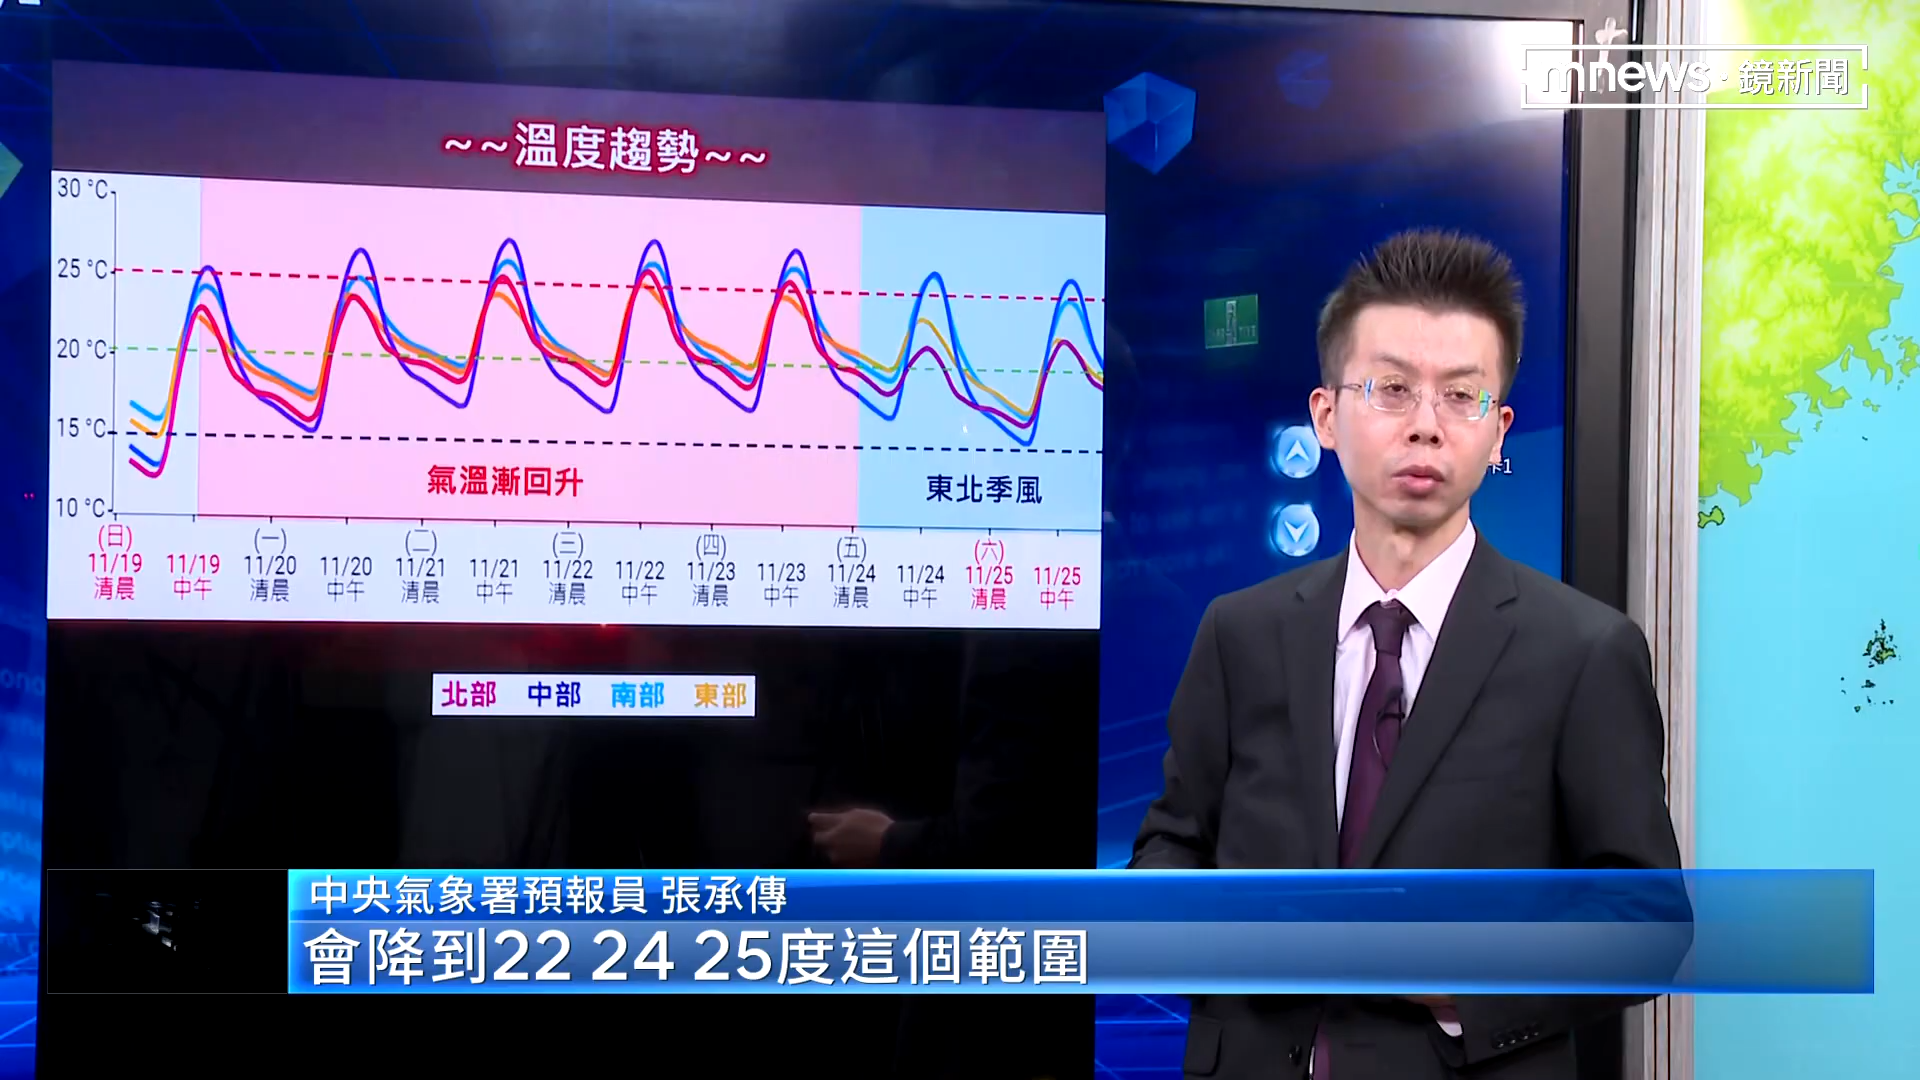 mnews·鏡新聞
~~溫度趨勢~~
30 °C
25 °C
20 °C
15 °C
10 °C
氣溫漸回升
東北季風
(日) (一) (二) (三) (四) (五) (六)
11/19 11/19 11/20 11/20 11/21 11/21 11/22 11/22 11/23 11/23 11/24 11/24 11/25 11/25
清晨 中午 清晨 中午 清晨 中午 清晨 中午 清晨 中午 清晨 中午 清晨 中午
北部 中部 南部 東部
中央氣象署預報員 張承傳
會降到22 24 25度這個範圍